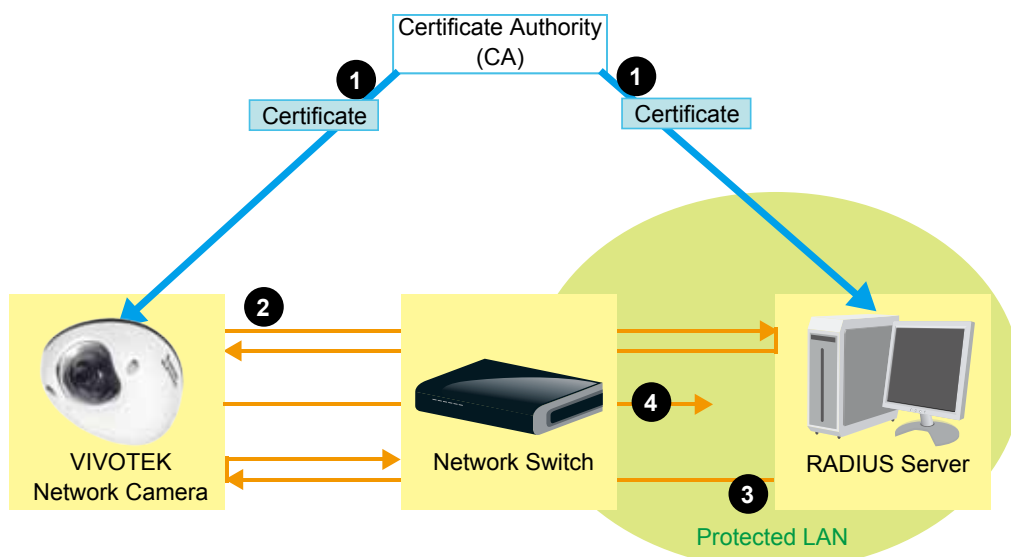 Certificate Authority
(CA)
1
1
Certificate
Certificate
2
4
VIVOTEK
Network Camera
Network Switch
RADIUS Server
3
Protected LAN